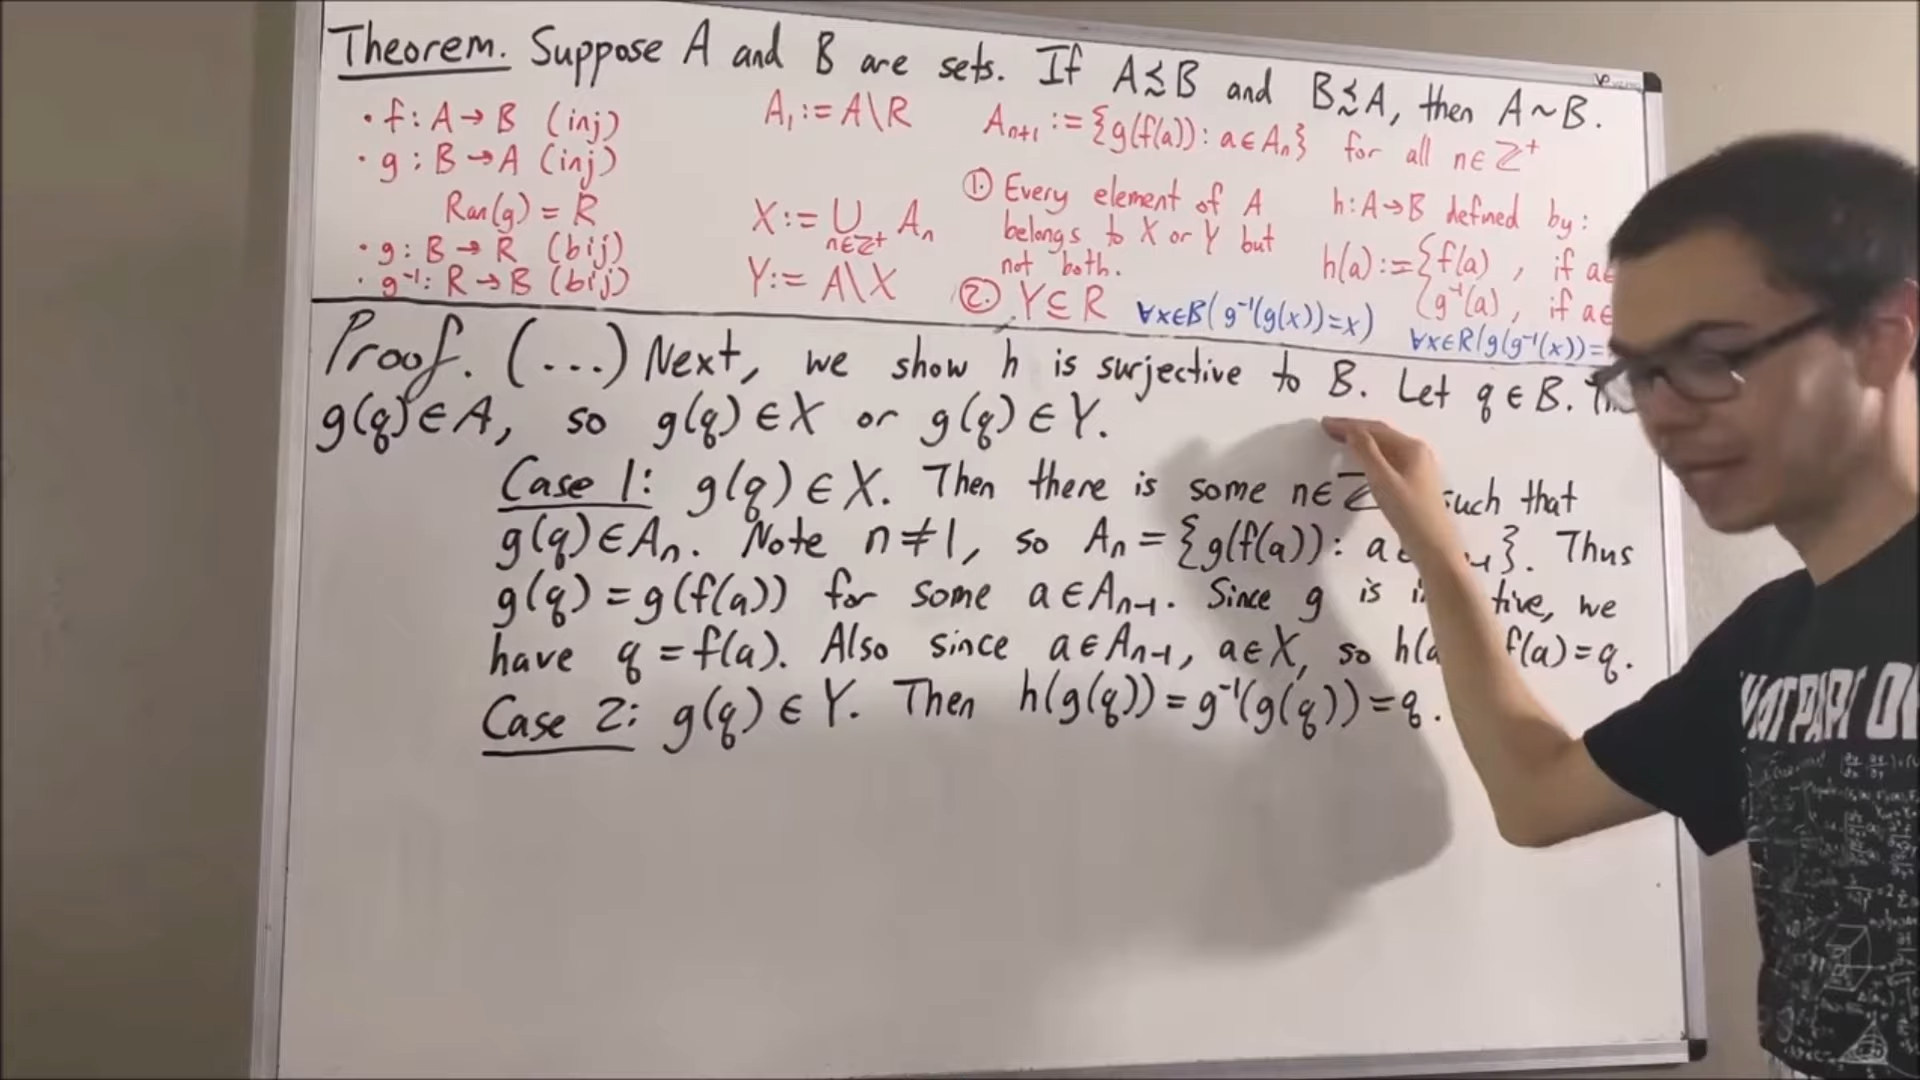 Theorem. Suppose A and B are sets. If A≲B and B≲A, then A~B.
• f: A→B (inj)
• g: B→A (inj)
Ran(g) = R
• g: B→R (bij)
• g⁻¹: R→B (bij)
A₁ := A\R
X := ⋃_{n∈ℤ⁺} Aₙ
Y := A\X
Aₙ₊₁ := {g(f(a)): a∈Aₙ} for all n∈ℤ⁺
① Every element of A
belongs to X or Y but
not both.
② Y⊆R
h: A→B defined by:
h(a) := { f(a), if a∈
g⁻¹(a), if a∈
∀x∈B(g⁻¹(g(x))=x)
∀x∈R(g(g⁻¹(x))=
Proof. (...) Next, we show h is surjective to B. Let q∈B.
g(q)∈A, so g(q)∈X or g(q)∈Y.
Case 1: g(q)∈X. Then there is some n∈ℤ such that
g(q)∈Aₙ. Note n≠1, so Aₙ = {g(f(a)): a }. Thus
g(q)=g(f(a)) for some a∈Aₙ₋₁. Since g is we
have q=f(a). Also since a∈Aₙ₋₁, a∈X, so h(a f(a)=q.
Case 2: g(q)∈Y. Then h(g(q))=g⁻¹(g(q))=q.